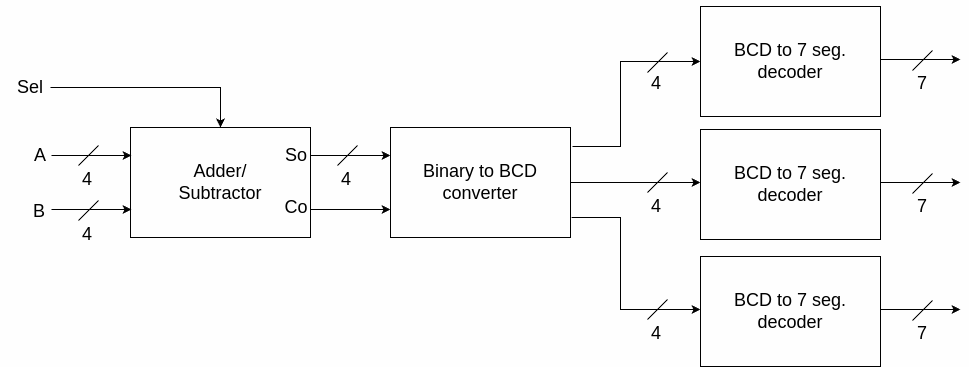 Sel
A
4
B
4
Adder/
Subtractor
So
Co
4
Binary to BCD
converter
4
4
4
BCD to 7 seg.
decoder
7
BCD to 7 seg.
decoder
7
BCD to 7 seg.
decoder
7